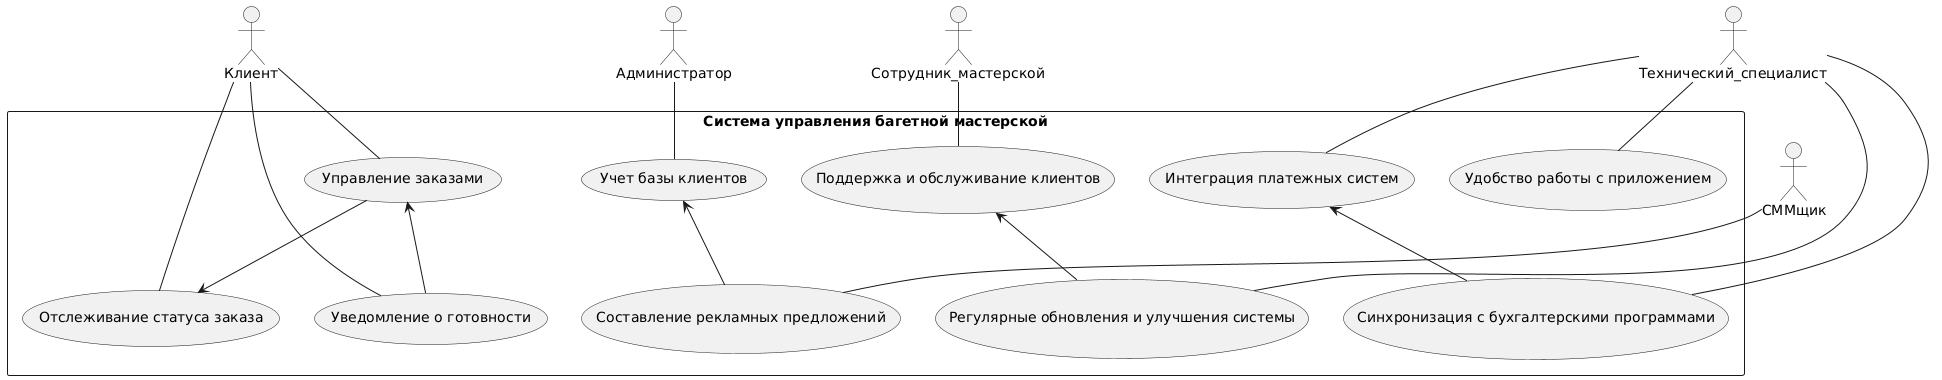 Клиент
Администратор
Сотрудник_мастерской
Технический_специалист
Система управления багетной мастерской
Управление заказами
Учет базы клиентов
Поддержка и обслуживание клиентов
Интеграция платежных систем
Удобство работы с приложением
СММщик
Отслеживание статуса заказа
Уведомление о готовности
Составление рекламных предложений
Регулярные обновления и улучшения системы
Синхронизация с бухгалтерскими программами